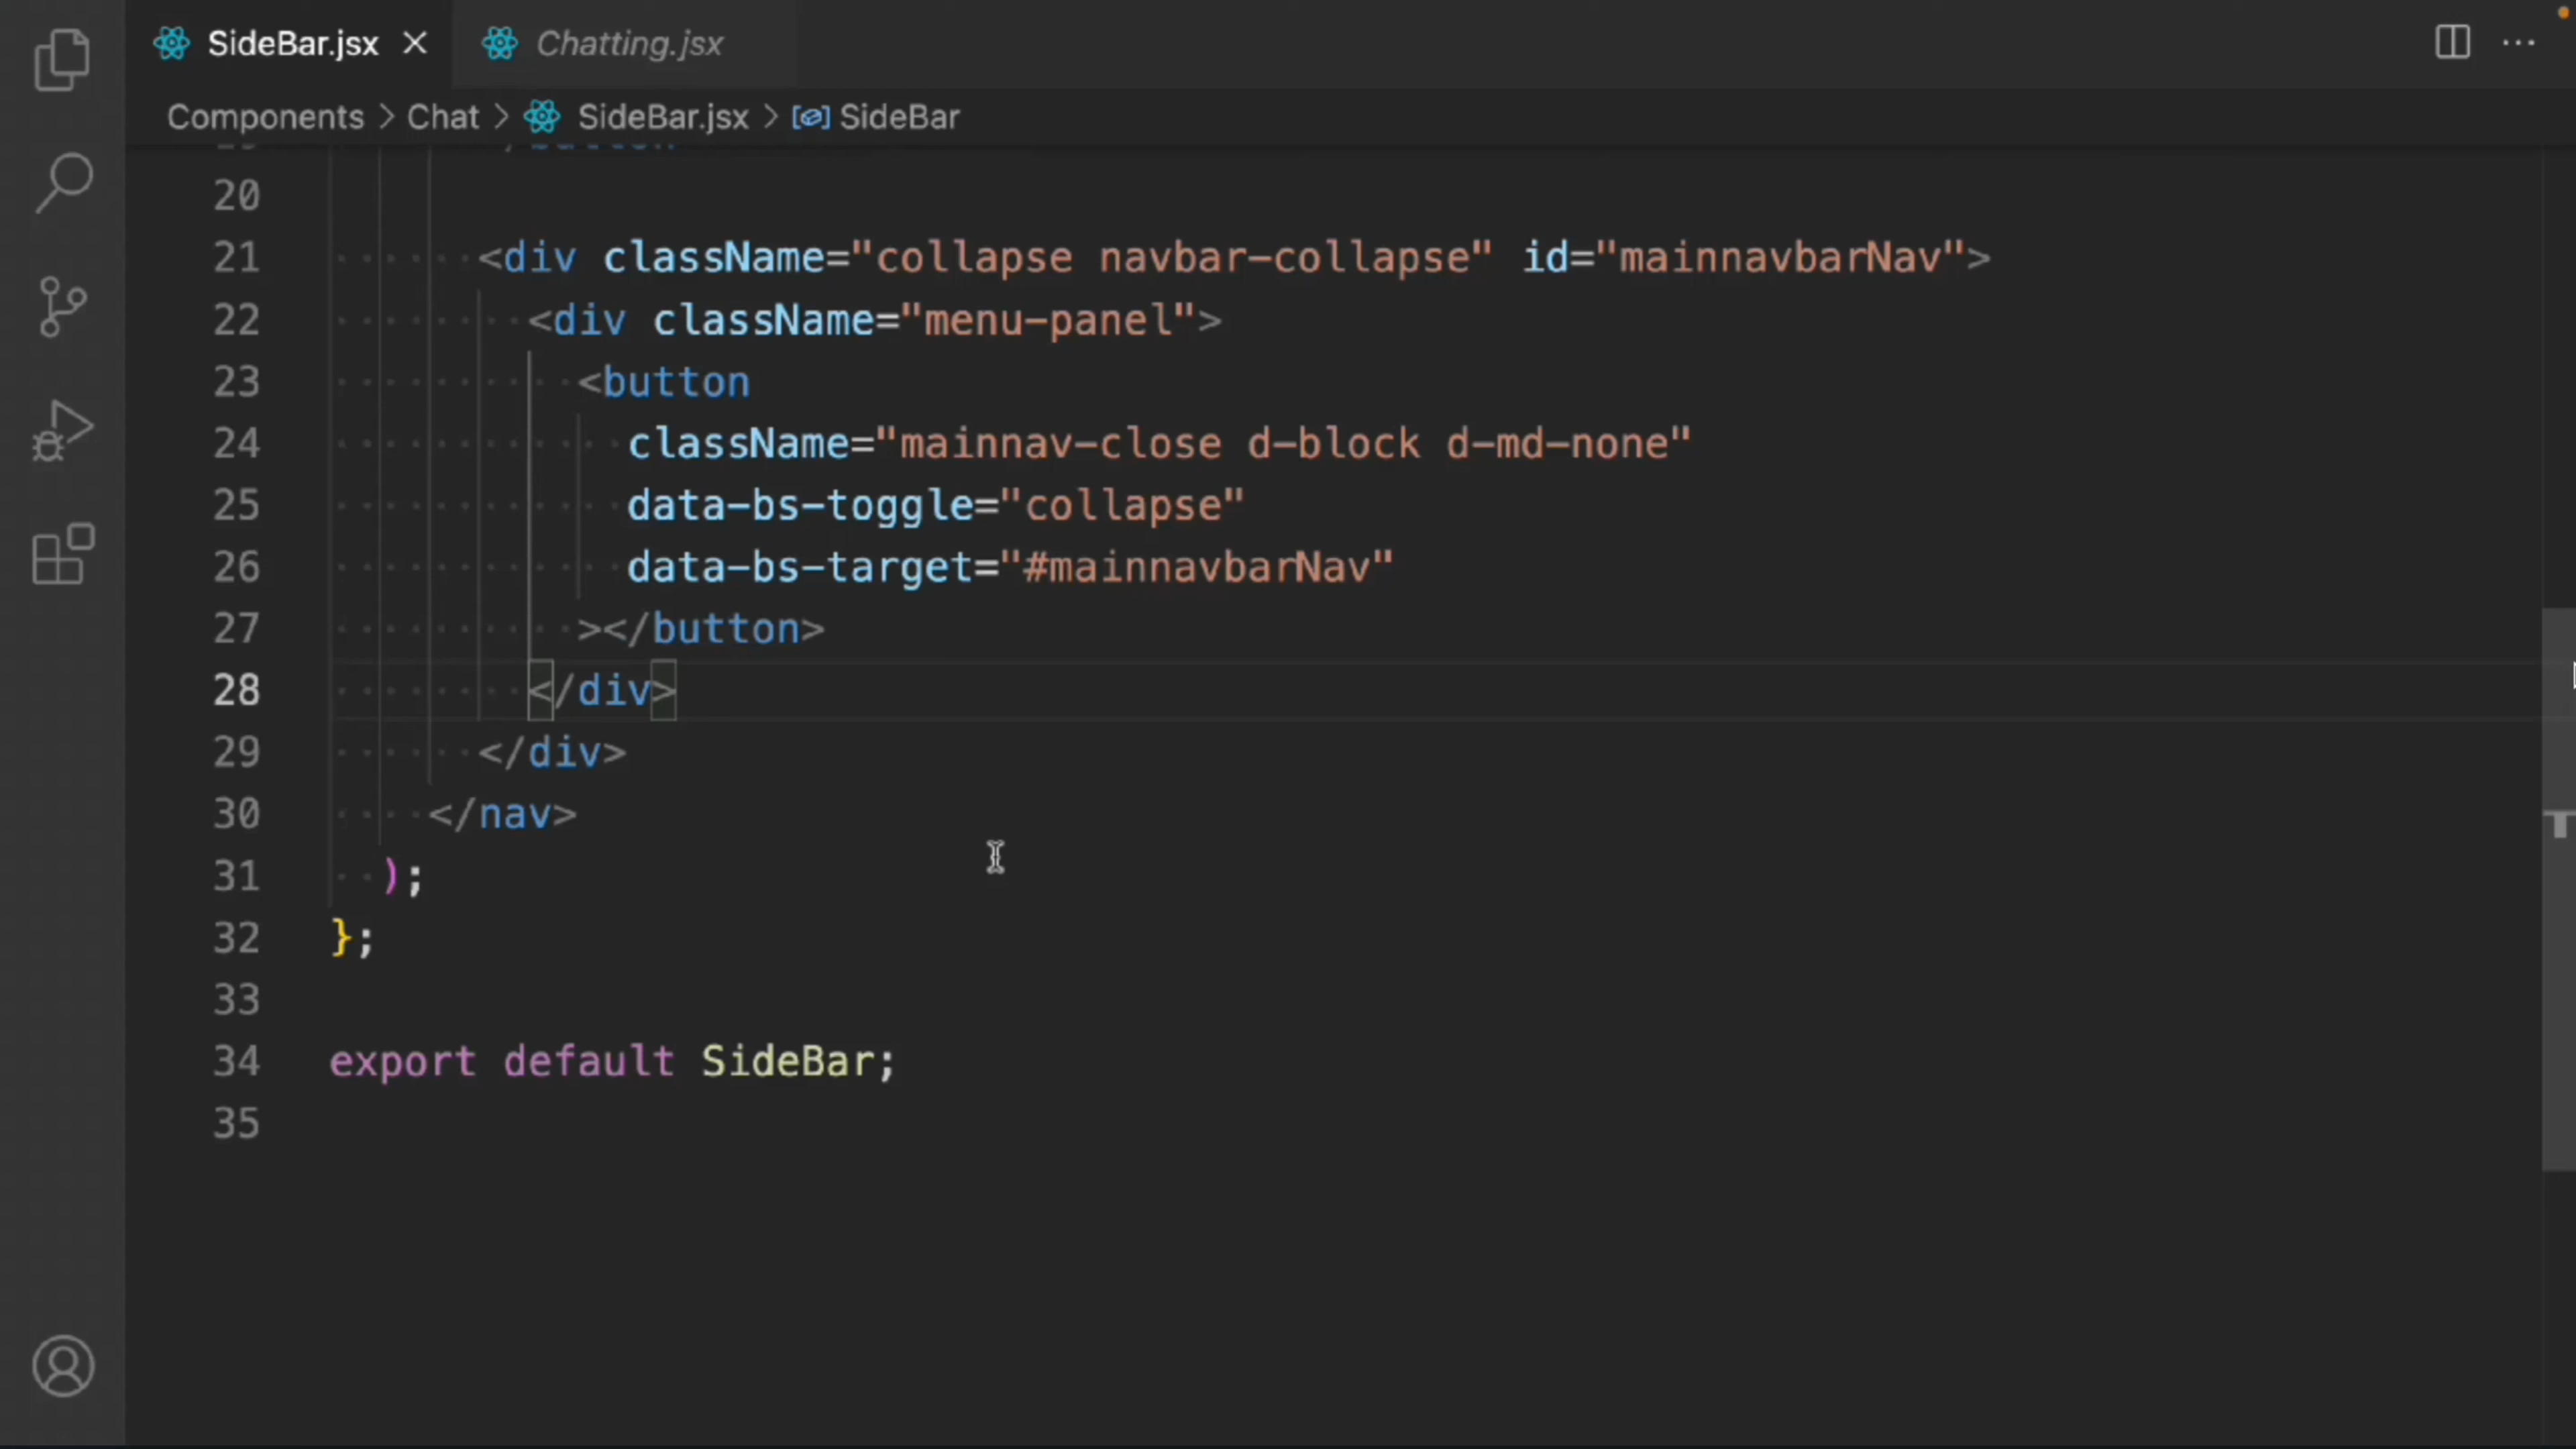 SideBar.jsx
Chatting.jsx
Components > Chat > SideBar.jsx > SideBar
20
21 <div className="collapse navbar-collapse" id="mainnavbarNav">
22 <div className="menu-panel">
23 <button
24 className="mainnav-close d-block d-md-none"
25 data-bs-toggle="collapse"
26 data-bs-target="#mainnavbarNav"
27 ></button>
28 </div>
29 </div>
30 </nav>
31 );
32 };
33
34 export default SideBar;
35